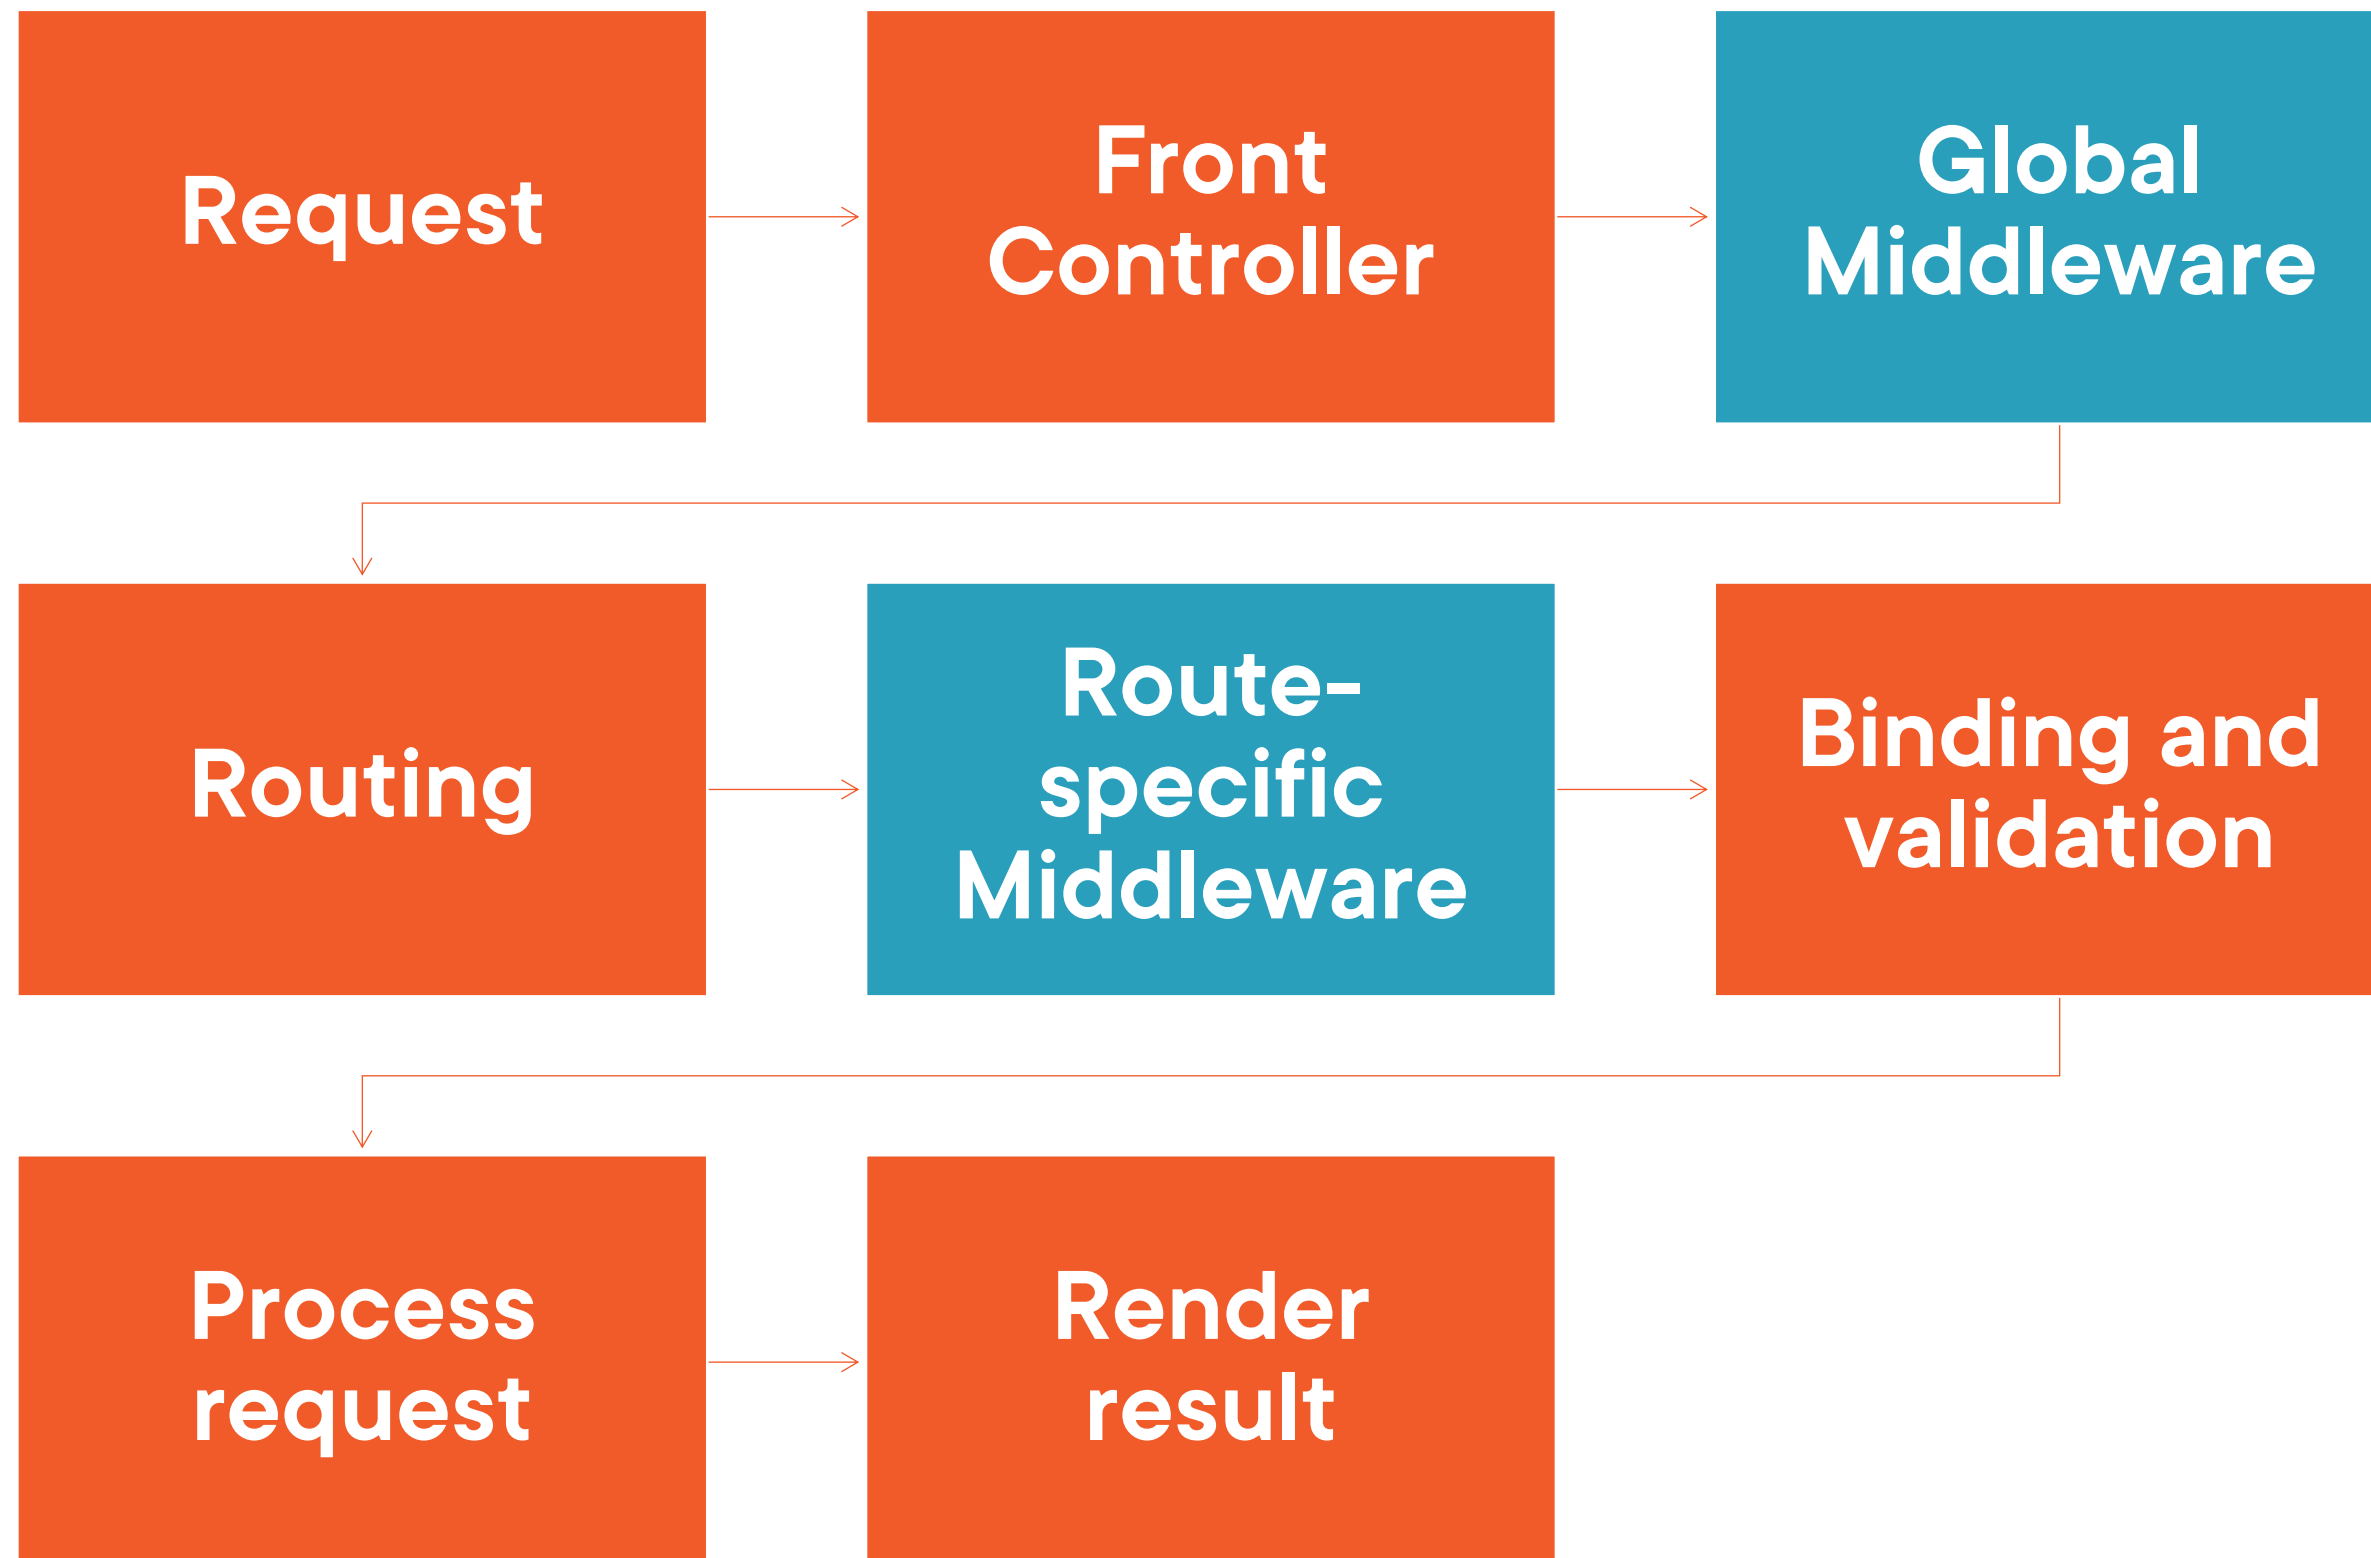 Request
Front
Controller
Global
Middleware
Routing
Route-
specific
Middleware
Binding and
validation
Process
request
Render
result